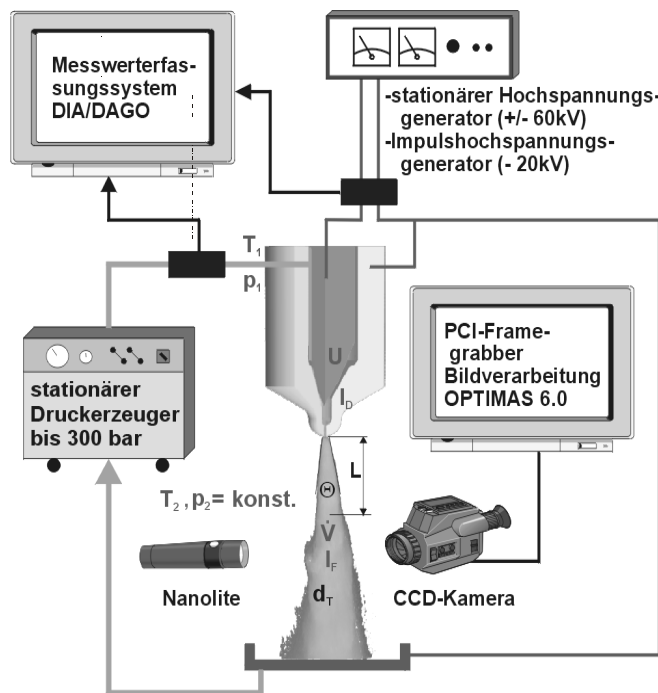 Messwerterfas-
sungssystem
DIA/DAGO
-stationärer Hochspannungs-
generator (+/- 60kV)
-Impulshochspannungs-
generator (- 20kV)
T1
p1
U
ID
PCI-Frame-
grabber
Bildverarbeitung
OPTIMAS 6.0
stationärer
Druckerzeuger
bis 300 bar
L
Θ
T2 ,p2= konst.
V̇
IF
dT
Nanolite
CCD-Kamera